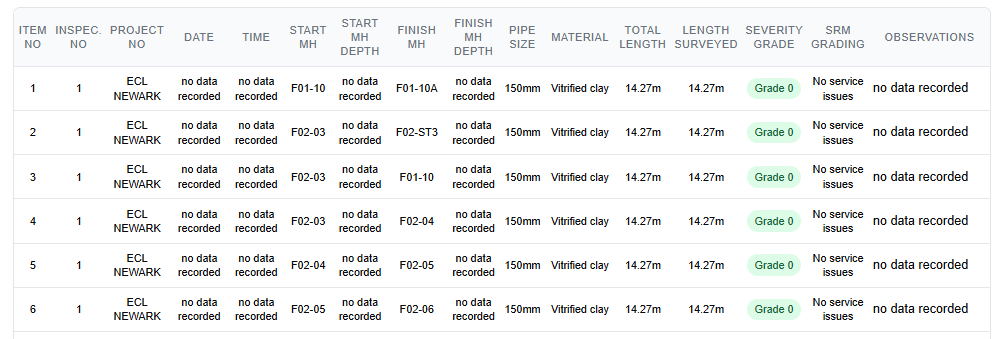 ITEM NO INSPEC. NO PROJECT NO DATE TIME START MH START MH DEPTH FINISH MH FINISH MH DEPTH PIPE SIZE MATERIAL TOTAL LENGTH LENGTH SURVEYED SEVERITY GRADE SRM GRADING OBSERVATIONS
1 1 ECL NEWARK no data recorded no data recorded F01-10 no data recorded F01-10A no data recorded 150mm Vitrified clay 14.27m 14.27m Grade 0 No service issues no data recorded
2 1 ECL NEWARK no data recorded no data recorded F02-03 no data recorded F02-ST3 no data recorded 150mm Vitrified clay 14.27m 14.27m Grade 0 No service issues no data recorded
3 1 ECL NEWARK no data recorded no data recorded F02-03 no data recorded F01-10 no data recorded 150mm Vitrified clay 14.27m 14.27m Grade 0 No service issues no data recorded
4 1 ECL NEWARK no data recorded no data recorded F02-03 no data recorded F02-04 no data recorded 150mm Vitrified clay 14.27m 14.27m Grade 0 No service issues no data recorded
5 1 ECL NEWARK no data recorded no data recorded F02-04 no data recorded F02-05 no data recorded 150mm Vitrified clay 14.27m 14.27m Grade 0 No service issues no data recorded
6 1 ECL NEWARK no data recorded no data recorded F02-05 no data recorded F02-06 no data recorded 150mm Vitrified clay 14.27m 14.27m Grade 0 No service issues no data recorded